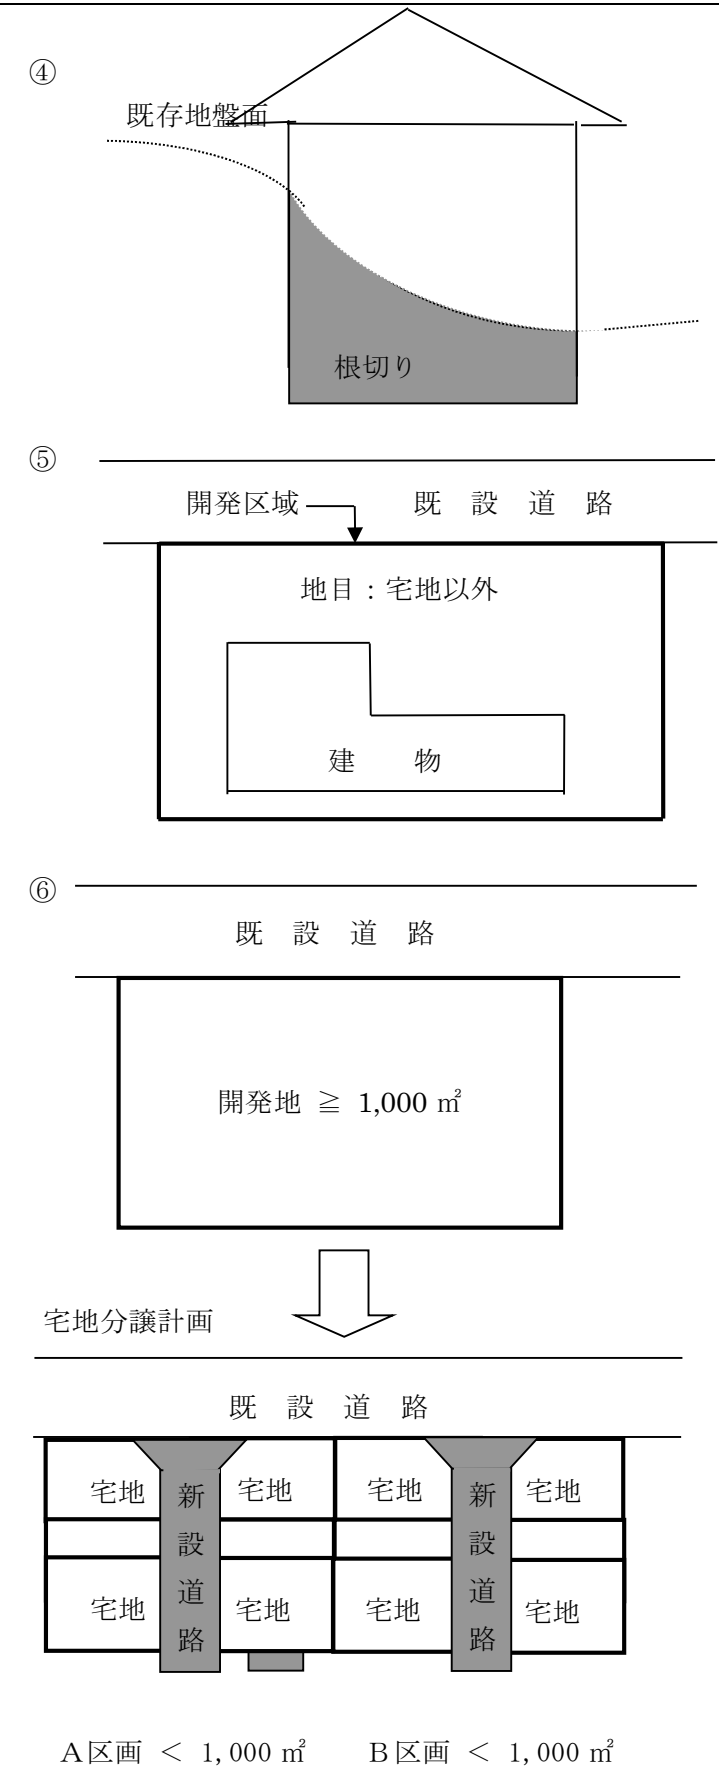 ④
既存地盤面
根切り
⑤
開発区域 既 設 道 路
地目：宅地以外
建 物
⑥
既 設 道 路
開発地 ≧ 1,000 ㎡
宅地分譲計画
既 設 道 路
宅地 新設道路 宅地 宅地 新設道路 宅地
宅地 宅地 宅地 宅地
A区画 ＜ 1,000 ㎡ B区画 ＜ 1,000 ㎡